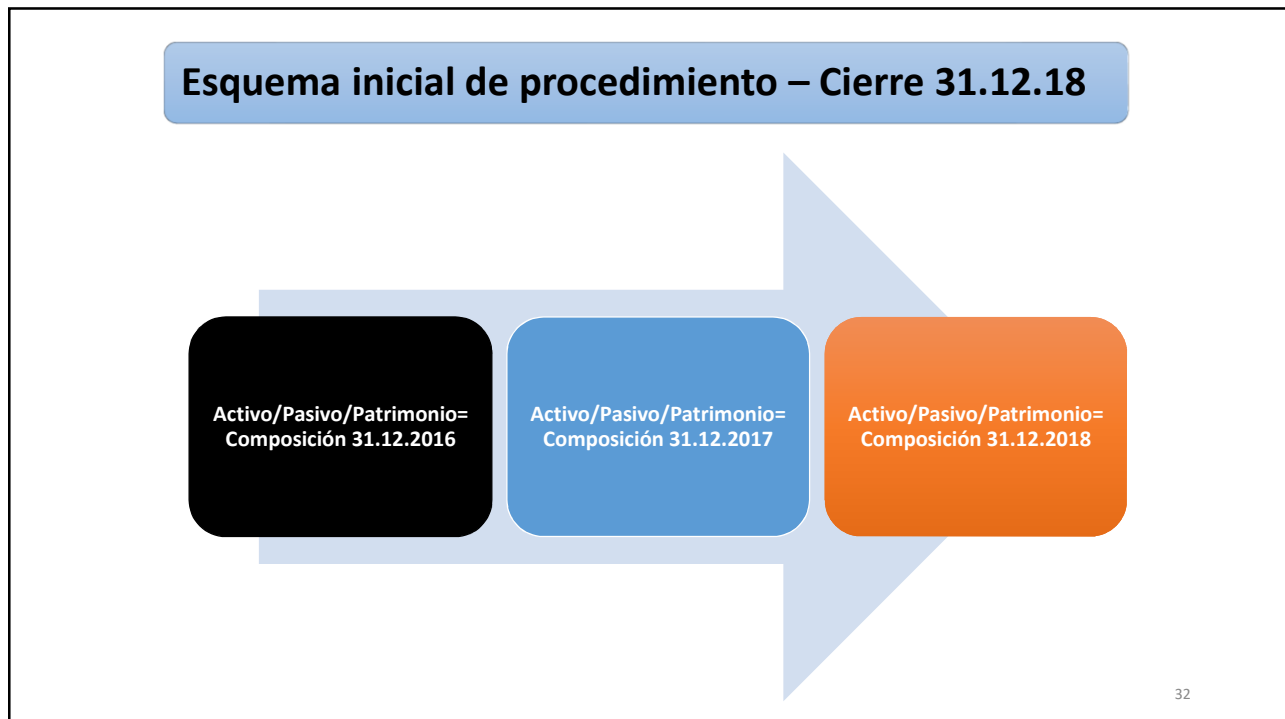 Esquema inicial de procedimiento – Cierre 31.12.18
Activo/Pasivo/Patrimonio=
Composición 31.12.2016
Activo/Pasivo/Patrimonio=
Composición 31.12.2017
Activo/Pasivo/Patrimonio=
Composición 31.12.2018
32